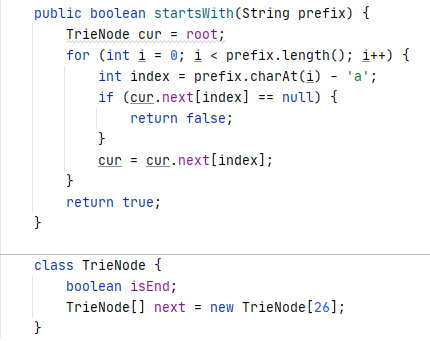 public boolean startsWith(String prefix) {
    TrieNode cur = root;
    for (int i = 0; i < prefix.length(); i++) {
        int index = prefix.charAt(i) - 'a';
        if (cur.next[index] == null) {
            return false;
        }
        cur = cur.next[index];
    }
    return true;
}
class TrieNode {
    boolean isEnd;
    TrieNode[] next = new TrieNode[26];
}